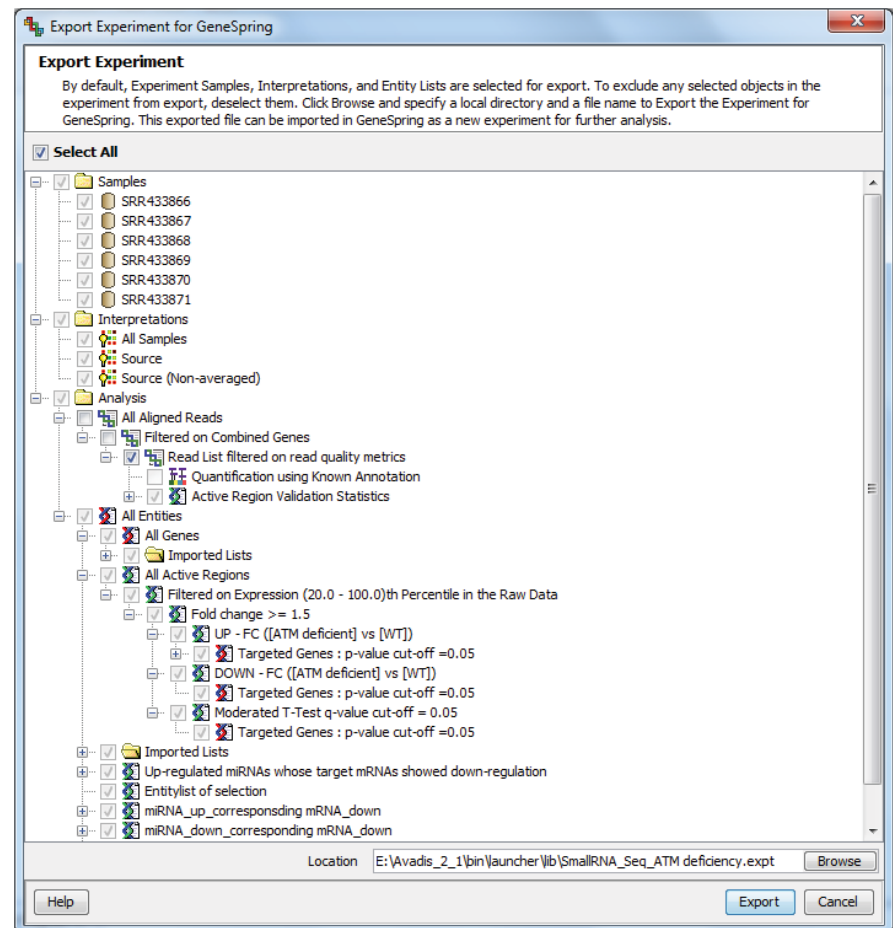 Export Experiment for GeneSpring
Export Experiment
By default, Experiment Samples, Interpretations, and Entity Lists are selected for export. To exclude any selected objects in the
experiment from export, deselect them. Click Browse and specify a local directory and a file name to Export the Experiment for
GeneSpring. This exported file can be imported in GeneSpring as a new experiment for further analysis.
Select All
Samples
SRR433866
SRR433867
SRR433868
SRR433869
SRR433870
SRR433871
Interpretations
All Samples
Source
Source (Non-averaged)
Analysis
All Aligned Reads
Filtered on Combined Genes
Read List filtered on read quality metrics
Quantification using Known Annotation
Active Region Validation Statistics
All Entities
All Genes
Imported Lists
All Active Regions
Filtered on Expression (20.0 - 100.0)th Percentile in the Raw Data
Fold change >= 1.5
UP - FC ([ATM deficient] vs [WT])
Targeted Genes : p-value cut-off =0.05
DOWN - FC ([ATM deficient] vs [WT])
Targeted Genes : p-value cut-off =0.05
Moderated T-Test q-value cut-off = 0.05
Targeted Genes : p-value cut-off =0.05
Imported Lists
Up-regulated miRNAs whose target mRNAs showed down-regulation
Entitylist of selection
miRNA_up_corresponsding mRNA_down
miRNA_down_corresponding mRNA_down
Location E:\Avadis_2_1\bin\launcher\lib\SmallRNA_Seq_ATM deficiency.expt Browse
Help Export Cancel